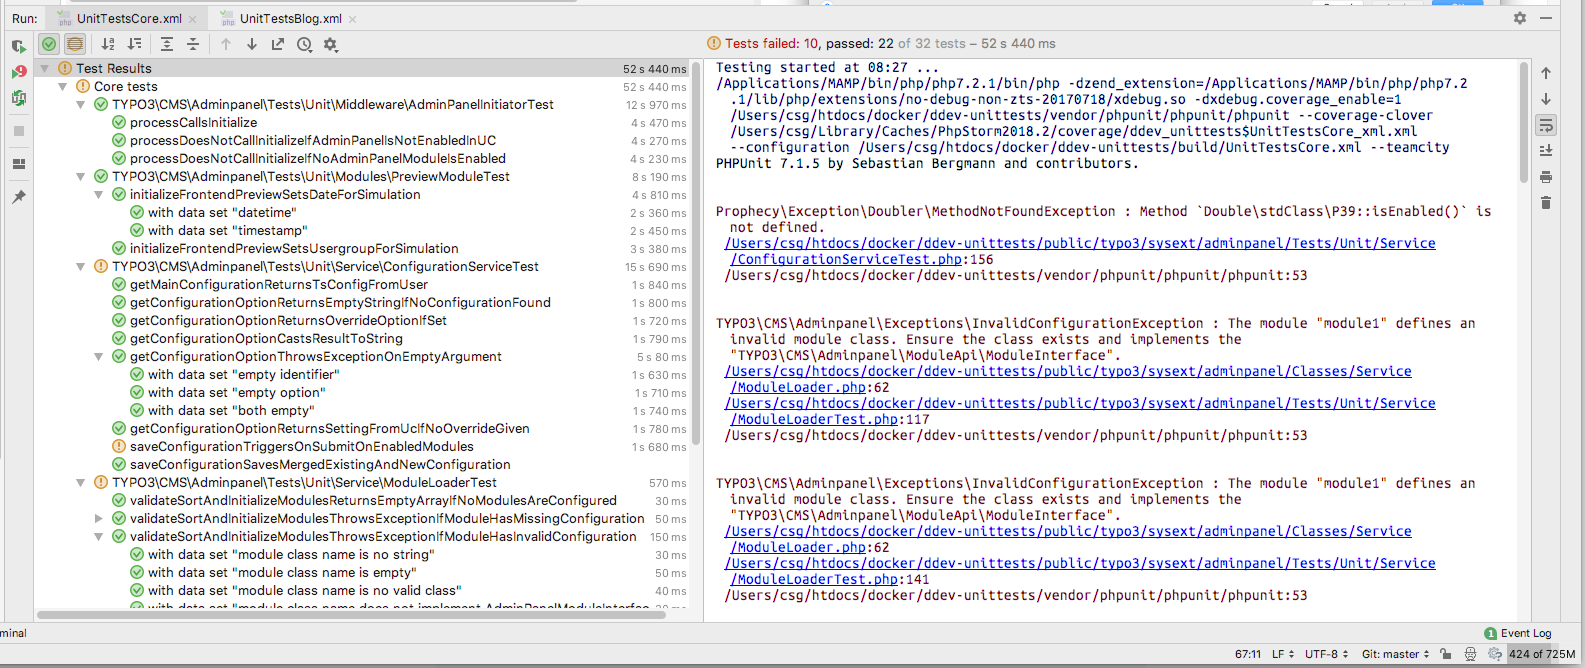 Run: UnitTestsCore.xml × UnitTestsBlog.xml ×
Tests failed: 10, passed: 22 of 32 tests – 52 s 440 ms
Test Results 52 s 440 ms
Core tests 52 s 440 ms
TYPO3\CMS\Adminpanel\Tests\Unit\Middleware\AdminPanelInitiatorTest 12 s 970 ms
processCallsInitialize 4 s 470 ms
processDoesNotCallInitializeIfAdminPanelIsNotEnabledInUC 4 s 270 ms
processDoesNotCallInitializeIfNoAdminPanelModuleIsEnabled 4 s 230 ms
TYPO3\CMS\Adminpanel\Tests\Unit\Modules\PreviewModuleTest 8 s 190 ms
initializeFrontendPreviewSetsDateForSimulation 4 s 810 ms
with data set "datetime" 2 s 360 ms
with data set "timestamp" 2 s 450 ms
initializeFrontendPreviewSetsUsergroupForSimulation 3 s 380 ms
TYPO3\CMS\Adminpanel\Tests\Unit\Service\ConfigurationServiceTest 15 s 690 ms
getMainConfigurationReturnsTsConfigFromUser 1 s 840 ms
getConfigurationOptionReturnsEmptyStringIfNoConfigurationFound 1 s 800 ms
getConfigurationOptionReturnsOverrideOptionIfSet 1 s 720 ms
getConfigurationOptionCastsResultToString 1 s 790 ms
getConfigurationOptionThrowsExceptionOnEmptyArgument 5 s 80 ms
with data set "empty identifier" 1 s 630 ms
with data set "empty option" 1 s 710 ms
with data set "both empty" 1 s 740 ms
getConfigurationOptionReturnsSettingFromUcIfNoOverrideGiven 1 s 780 ms
saveConfigurationTriggersOnSubmitOnEnabledModules 1 s 680 ms
saveConfigurationSavesMergedExistingAndNewConfiguration
TYPO3\CMS\Adminpanel\Tests\Unit\Service\ModuleLoaderTest 570 ms
validateSortAndInitializeModulesReturnsEmptyArrayIfNoModulesAreConfigured 30 ms
validateSortAndInitializeModulesThrowsExceptionIfModuleHasMissingConfiguration 50 ms
validateSortAndInitializeModulesThrowsExceptionIfModuleHasInvalidConfiguration 150 ms
with data set "module class name is no string" 30 ms
with data set "module class name is empty" 50 ms
with data set "module class name is no valid class" 40 ms
with data set "module class name does not implement AdminPanelModuleInterfac 30 ms
Testing started at 08:27 ...
/Applications/MAMP/bin/php/php7.2.1/bin/php -dzend_extension=/Applications/MAMP/bin/php/php7.2
.1/lib/php/extensions/no-debug-non-zts-20170718/xdebug.so -dxdebug.coverage_enable=1
/Users/csg/htdocs/docker/ddev-unittests/vendor/phpunit/phpunit/phpunit --coverage-clover
/Users/csg/Library/Caches/PhpStorm2018.2/coverage/ddev_unittests$UnitTestsCore_xml.xml
--configuration /Users/csg/htdocs/docker/ddev-unittests/build/UnitTestsCore.xml --teamcity
PHPUnit 7.1.5 by Sebastian Bergmann and contributors.
Prophecy\Exception\Doubler\MethodNotFoundException : Method `Double\stdClass\P39::isEnabled()` is
not defined.
/Users/csg/htdocs/docker/ddev-unittests/public/typo3/sysext/adminpanel/Tests/Unit/Service
/ConfigurationServiceTest.php:156
/Users/csg/htdocs/docker/ddev-unittests/vendor/phpunit/phpunit/phpunit:53
TYPO3\CMS\Adminpanel\Exceptions\InvalidConfigurationException : The module "module1" defines an
invalid module class. Ensure the class exists and implements the
"TYPO3\CMS\Adminpanel\ModuleApi\ModuleInterface".
/Users/csg/htdocs/docker/ddev-unittests/public/typo3/sysext/adminpanel/Classes/Service
/ModuleLoader.php:62
/Users/csg/htdocs/docker/ddev-unittests/public/typo3/sysext/adminpanel/Tests/Unit/Service
/ModuleLoaderTest.php:117
/Users/csg/htdocs/docker/ddev-unittests/vendor/phpunit/phpunit/phpunit:53
TYPO3\CMS\Adminpanel\Exceptions\InvalidConfigurationException : The module "module1" defines an
invalid module class. Ensure the class exists and implements the
"TYPO3\CMS\Adminpanel\ModuleApi\ModuleInterface".
/Users/csg/htdocs/docker/ddev-unittests/public/typo3/sysext/adminpanel/Classes/Service
/ModuleLoader.php:62
/Users/csg/htdocs/docker/ddev-unittests/public/typo3/sysext/adminpanel/Tests/Unit/Service
/ModuleLoaderTest.php:141
/Users/csg/htdocs/docker/ddev-unittests/vendor/phpunit/phpunit/phpunit:53
minal
1 Event Log
67:11 LF UTF-8 Git: master 424 of 725M